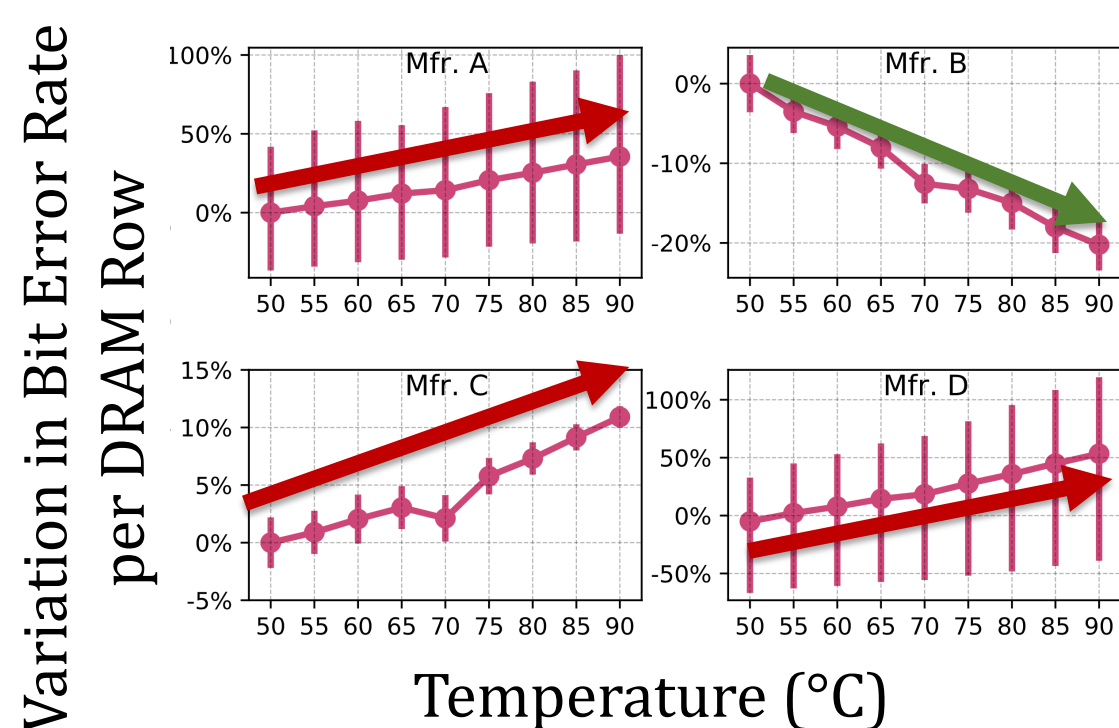 Variation in Bit Error Rate
per DRAM Row
Mfr. A
100%
50%
0%
50 55 60 65 70 75 80 85 90
Mfr. B
0%
-10%
-20%
50 55 60 65 70 75 80 85 90
Mfr. C
15%
10%
5%
0%
-5%
50 55 60 65 70 75 80 85 90
Mfr. D
100%
50%
0%
-50%
50 55 60 65 70 75 80 85 90
Temperature (°C)